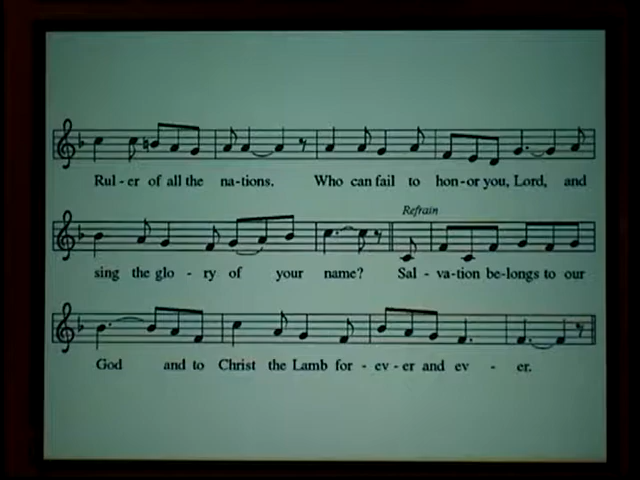 Rul - er of all the na - tions. Who can fail to hon - or you, Lord, and
Refrain
sing the glo - ry of your name? Sal - va - tion be - longs to our
God and to Christ the Lamb for - ev - er and ev - er.